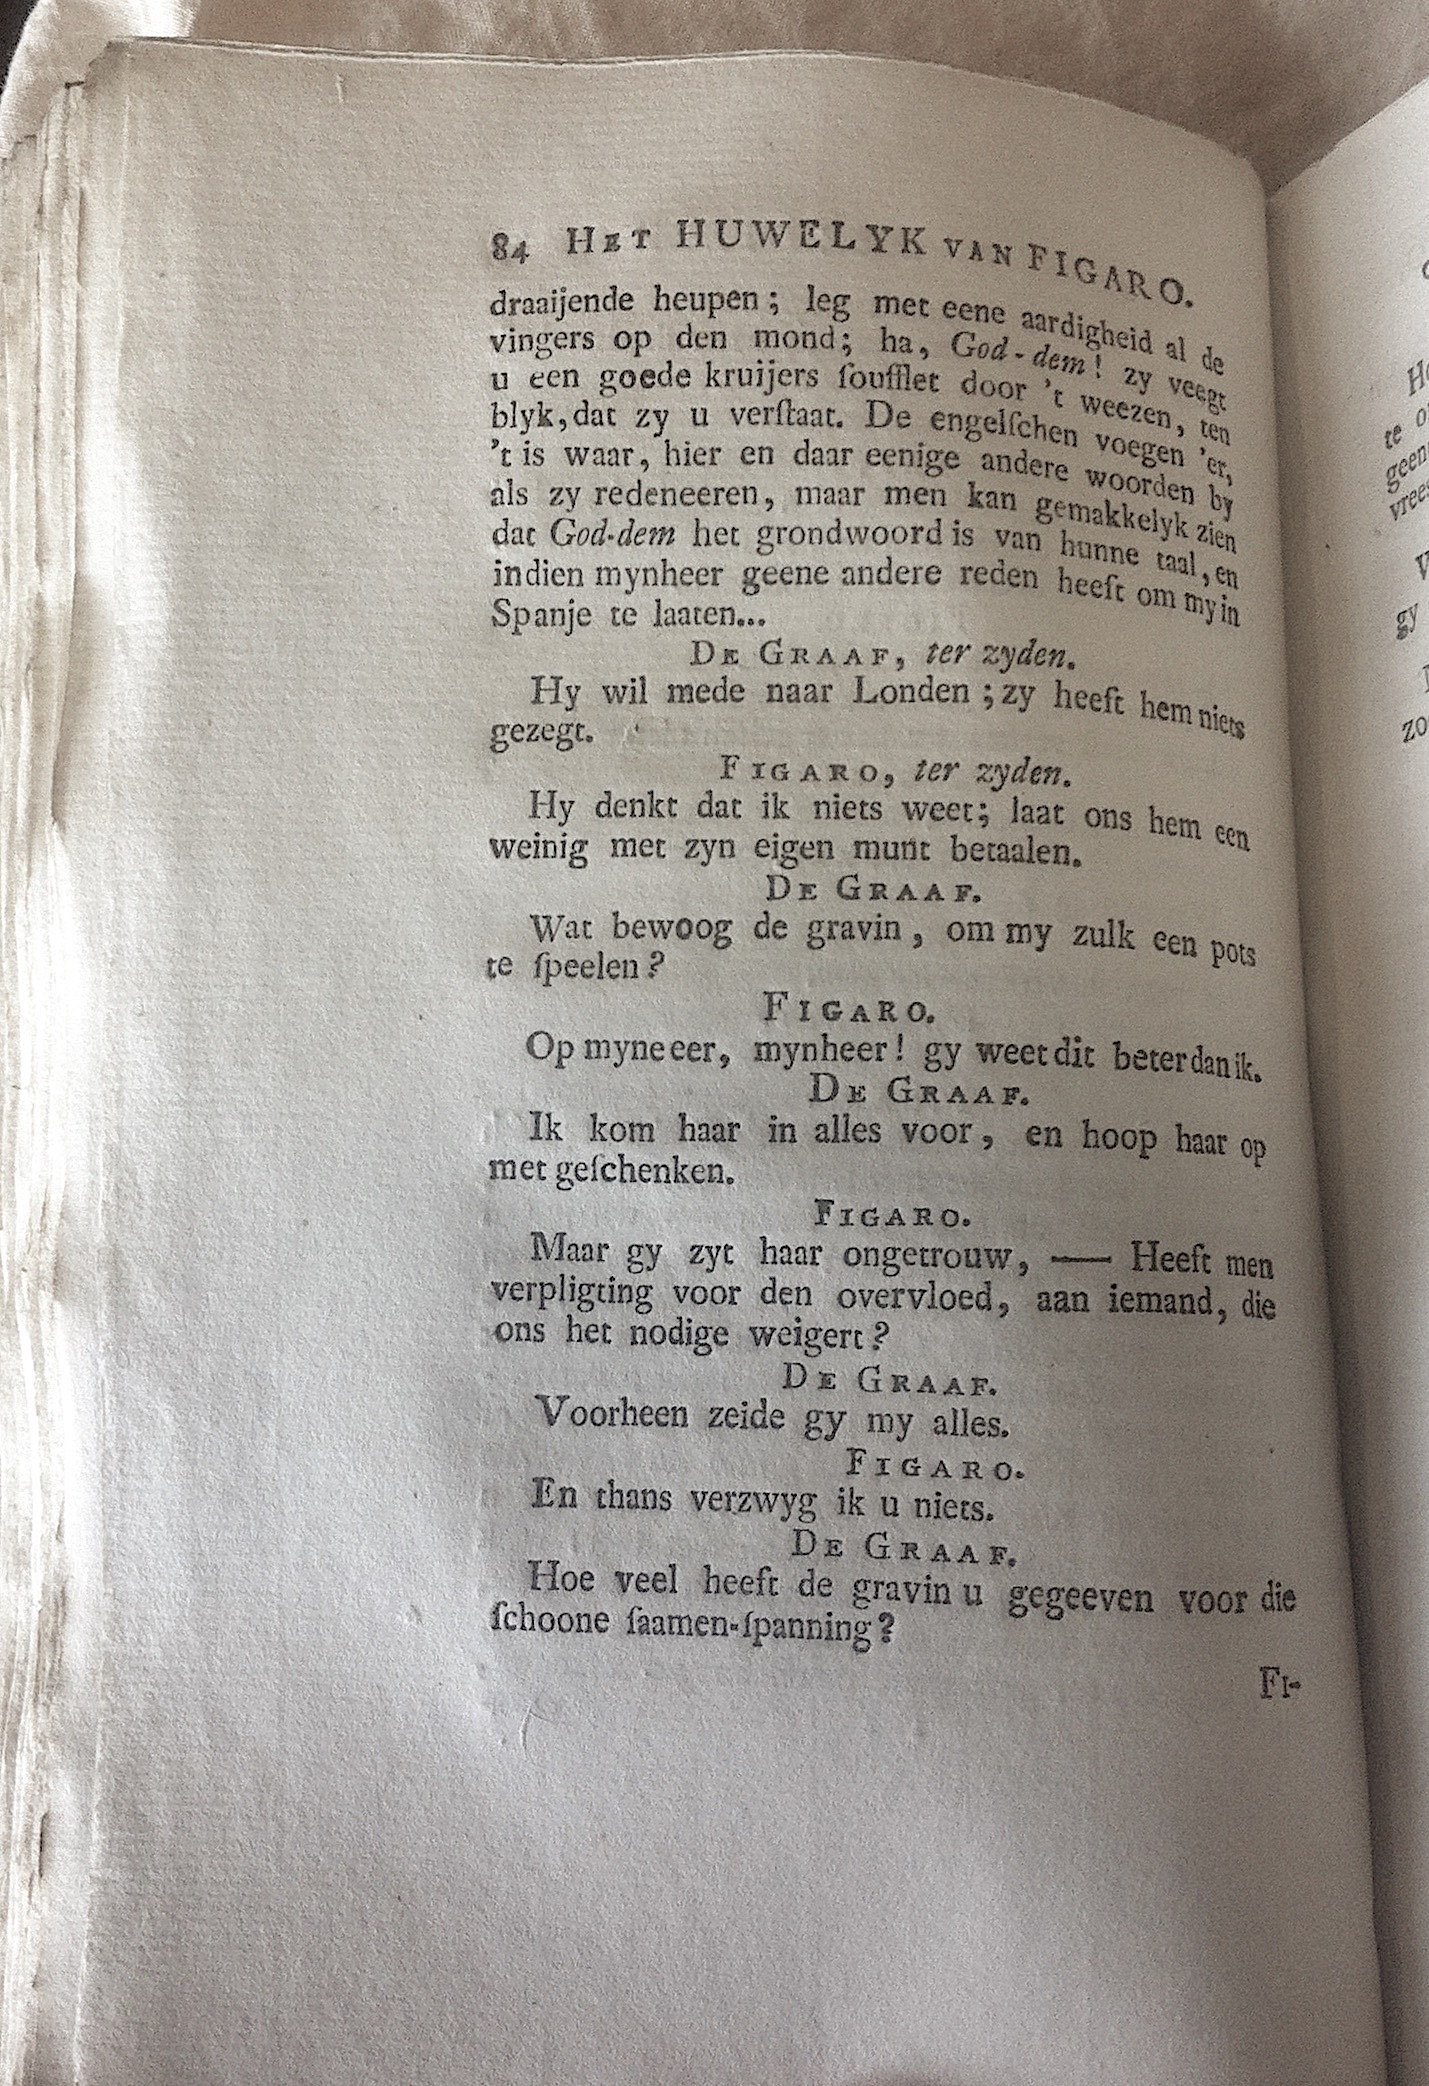 84 HET HUWELYK VAN FIGARO.
draaijende heupen; leg met eene aardigheid al de
vingers op den mond; ha, God-dem! zy veegt
u een goede kruijers ſoufflet door 't weezen, ten
blyk, dat zy u verſtaat. De engelſchen voegen 'er,
't is waar, hier en daar eenige andere woorden by
als zy redeneeren, maar men kan gemakkelyk zien
dat God-dem het grondwoord is van hunne taal, en
indien mynheer geene andere reden heeft om my in
Spanje te laaten...
DE GRAAF, ter zyden.
Hy wil mede naar Londen; zy heeft hem niets
gezegt.
FIGARO, ter zyden.
Hy denkt dat ik niets weet; laat ons hem een
weinig met zyn eigen munt betaalen.
DE GRAAF.
Wat bewoog de gravin, om my zulk een pots
te ſpeelen?
FIGARO.
Op myne eer, mynheer! gy weet dit beter dan ik.
DE GRAAF.
Ik kom haar in alles voor, en hoop haar op
met geſchenken.
FIGARO.
Maar gy zyt haar ongetrouw, — Heeft men
verpligting voor den overvloed, aan iemand, die
ons het nodige weigert?
DE GRAAF.
Voorheen zeide gy my alles.
FIGARO.
En thans verzwyg ik u niets.
DE GRAAF.
Hoe veel heeft de gravin u gegeeven voor die
ſchoone ſaamen-ſpanning?
FI-
te
geen
gy